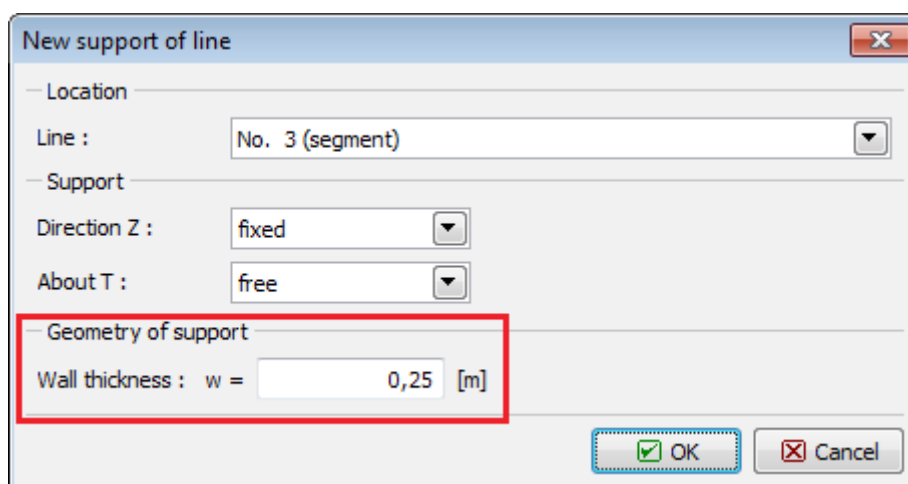 New support of line
Location
Line : No. 3 (segment)
Support
Direction Z : fixed
About T : free
Geometry of support
Wall thickness : w = 0,25 [m]
OK Cancel